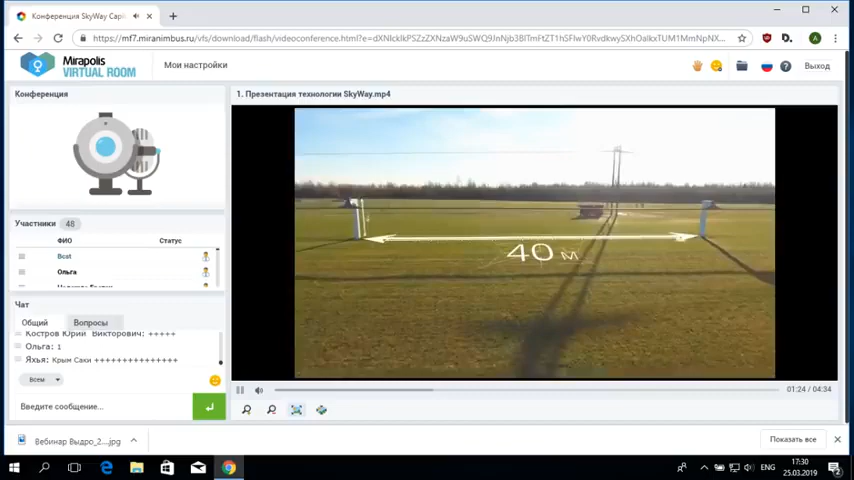 Конференция SkyWay Capi
https://mf7.miranimbus.ru/vfs/download/flash/videoconference.html?e=
Mirapolis
VIRTUAL ROOM
Мои настройки
Выход
Конференция
1. Презентация технологии SkyWay.mp4
40 м
Участники 48
ФИО Статус
Bcat
Ольга
Чат
Общий Вопросы
Костров Юрий Викторович: +++++
Ольга: 1
Яхья: Крым Саки +++++++++++++++
Всем
Введите сообщение...
01:24 / 04:34
Вебинар Выдро_2....jpg
Показать все
ENG
17:30
25.03.2019
2